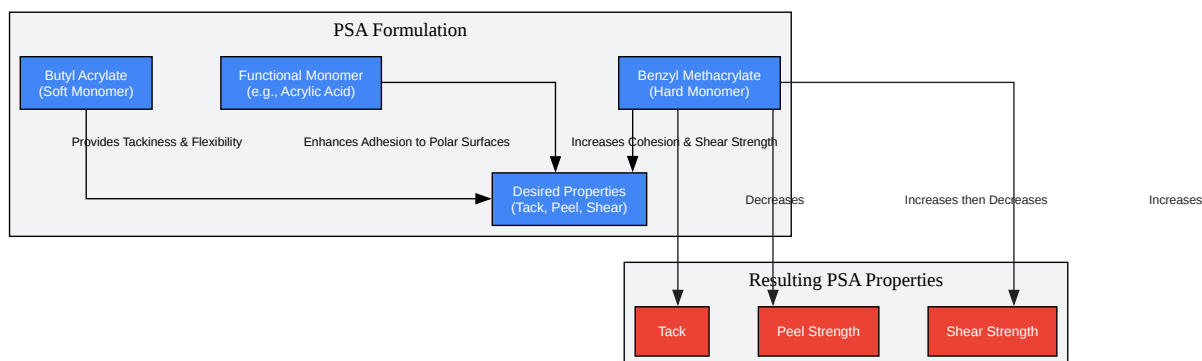 PSA Formulation
Butyl Acrylate
(Soft Monomer)
Functional Monomer
(e.g., Acrylic Acid)
Benzyl Methacrylate
(Hard Monomer)
Provides Tackiness & Flexibility
Enhances Adhesion to Polar Surfaces
Increases Cohesion & Shear Strength
Desired Properties
(Tack, Peel, Shear)
Decreases
Increases then Decreases
Increases
Resulting PSA Properties
Tack
Peel Strength
Shear Strength